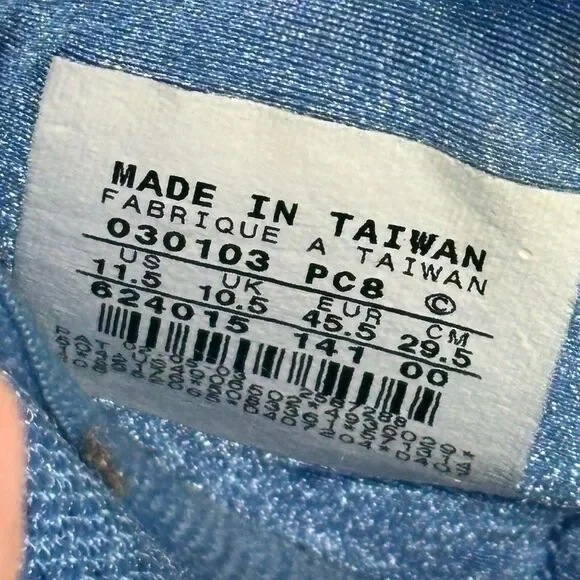 MADE IN TAIWAN
FABRIQUE A TAIWAN
030103 PC8 ©
US UK EUR CM
11.5 10.5 45.5 29.5
624015 141 00